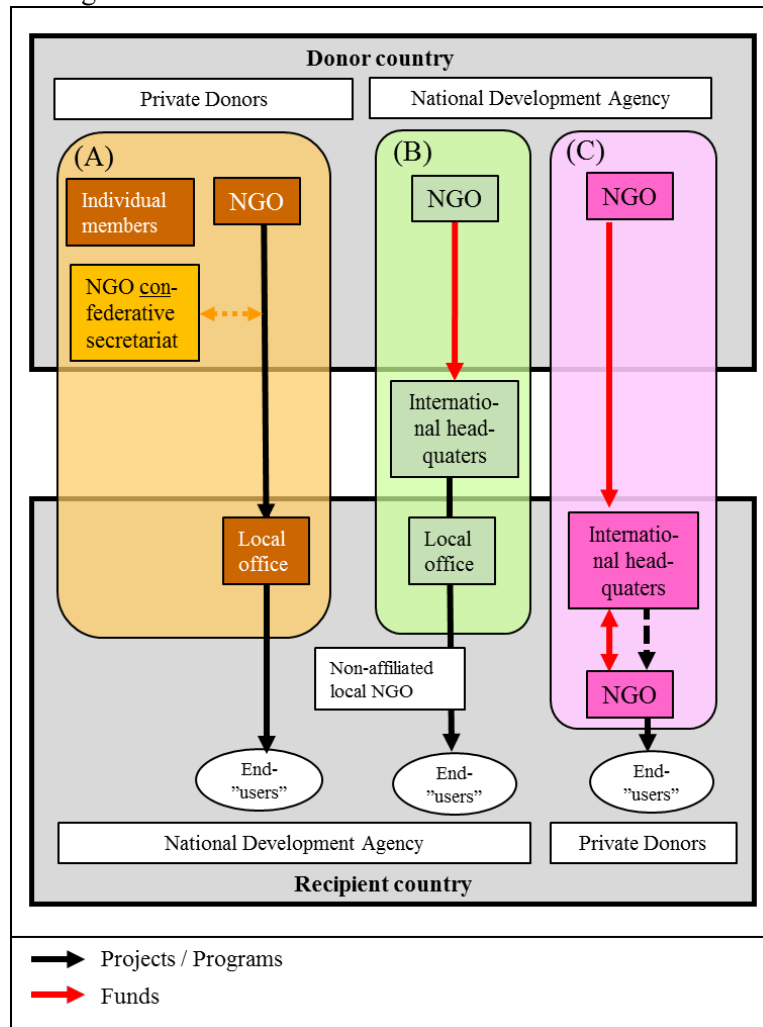 Donor country
Private Donors
National Development Agency
(A)
(B)
(C)
Individual
members
NGO
NGO
NGO
NGO con-
federative
secretariat
Internatio-
nal head-
quaters
Local
office
Local
office
Internatio-
nal head-
quaters
Non-affiliated
local NGO
NGO
End-
”users”
End-
”users”
End-
”users”
National Development Agency
Private Donors
Recipient country
Projects / Programs
Funds